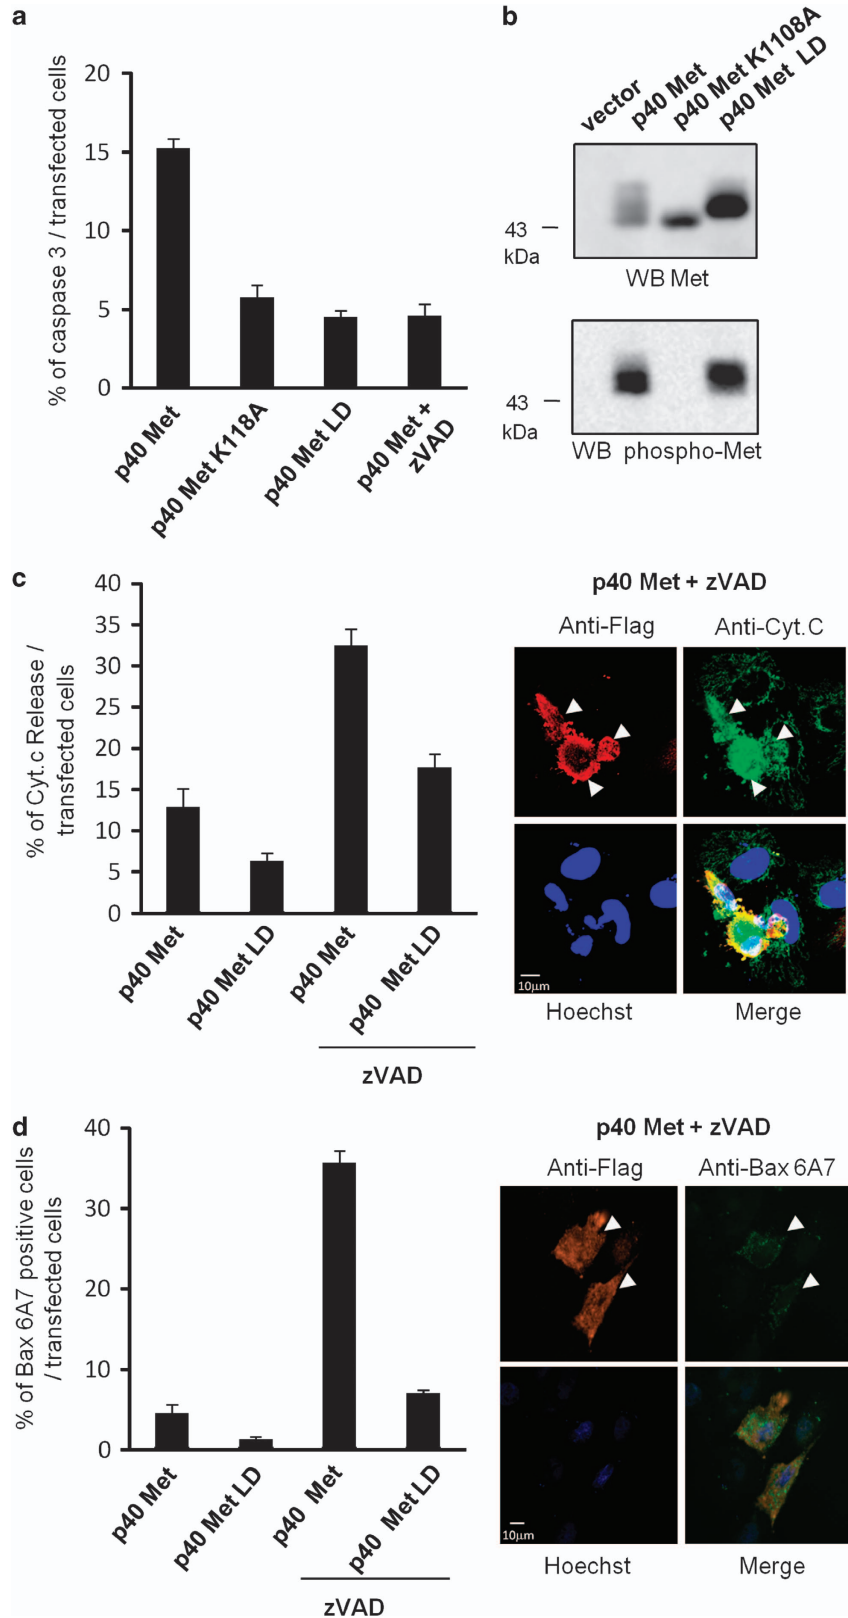 a
% of caspase 3 / transfected cells
20
15
10
5
0
p40 Met
p40 Met K118A
p40 Met LD
p40 Met +
zVAD
b
vector
p40 Met
p40 Met K1108A
p40 Met LD
43
kDa
WB Met
43
kDa
WB phospho-Met
c
% of Cyt.c Release /
transfected cells
40
35
30
25
20
15
10
5
0
p40 Met
p40 Met LD
p40 Met
p40 Met LD
zVAD
p40 Met + zVAD
Anti-Flag
Anti-Cyt.C
10μm
Hoechst
Merge
d
% of Bax 6A7 positive cells
/ transfected cells
40
30
20
10
0
p40 Met
p40 Met LD
p40 Met
p40 Met LD
zVAD
p40 Met + zVAD
Anti-Flag
Anti-Bax 6A7
10μm
Hoechst
Merge